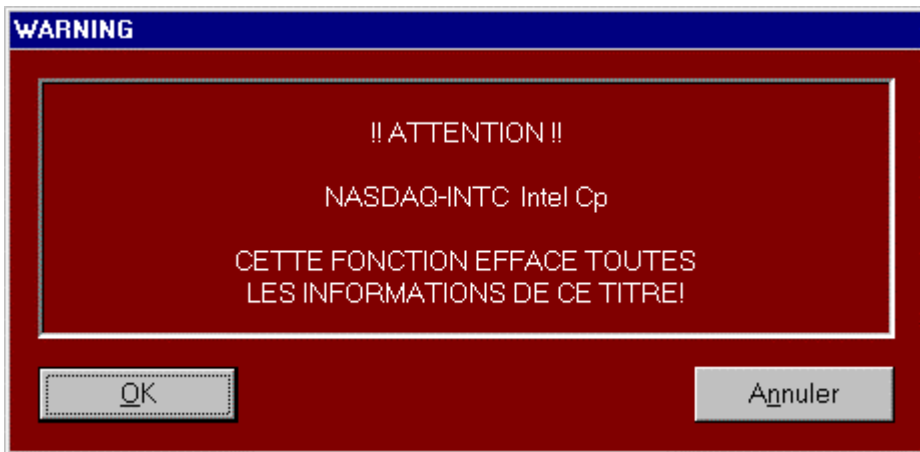 WARNING
!! ATTENTION !!
NASDAQ-INTC Intel Cp
CETTE FONCTION EFFACE TOUTES
LES INFORMATIONS DE CE TITRE!
OK
Annuler